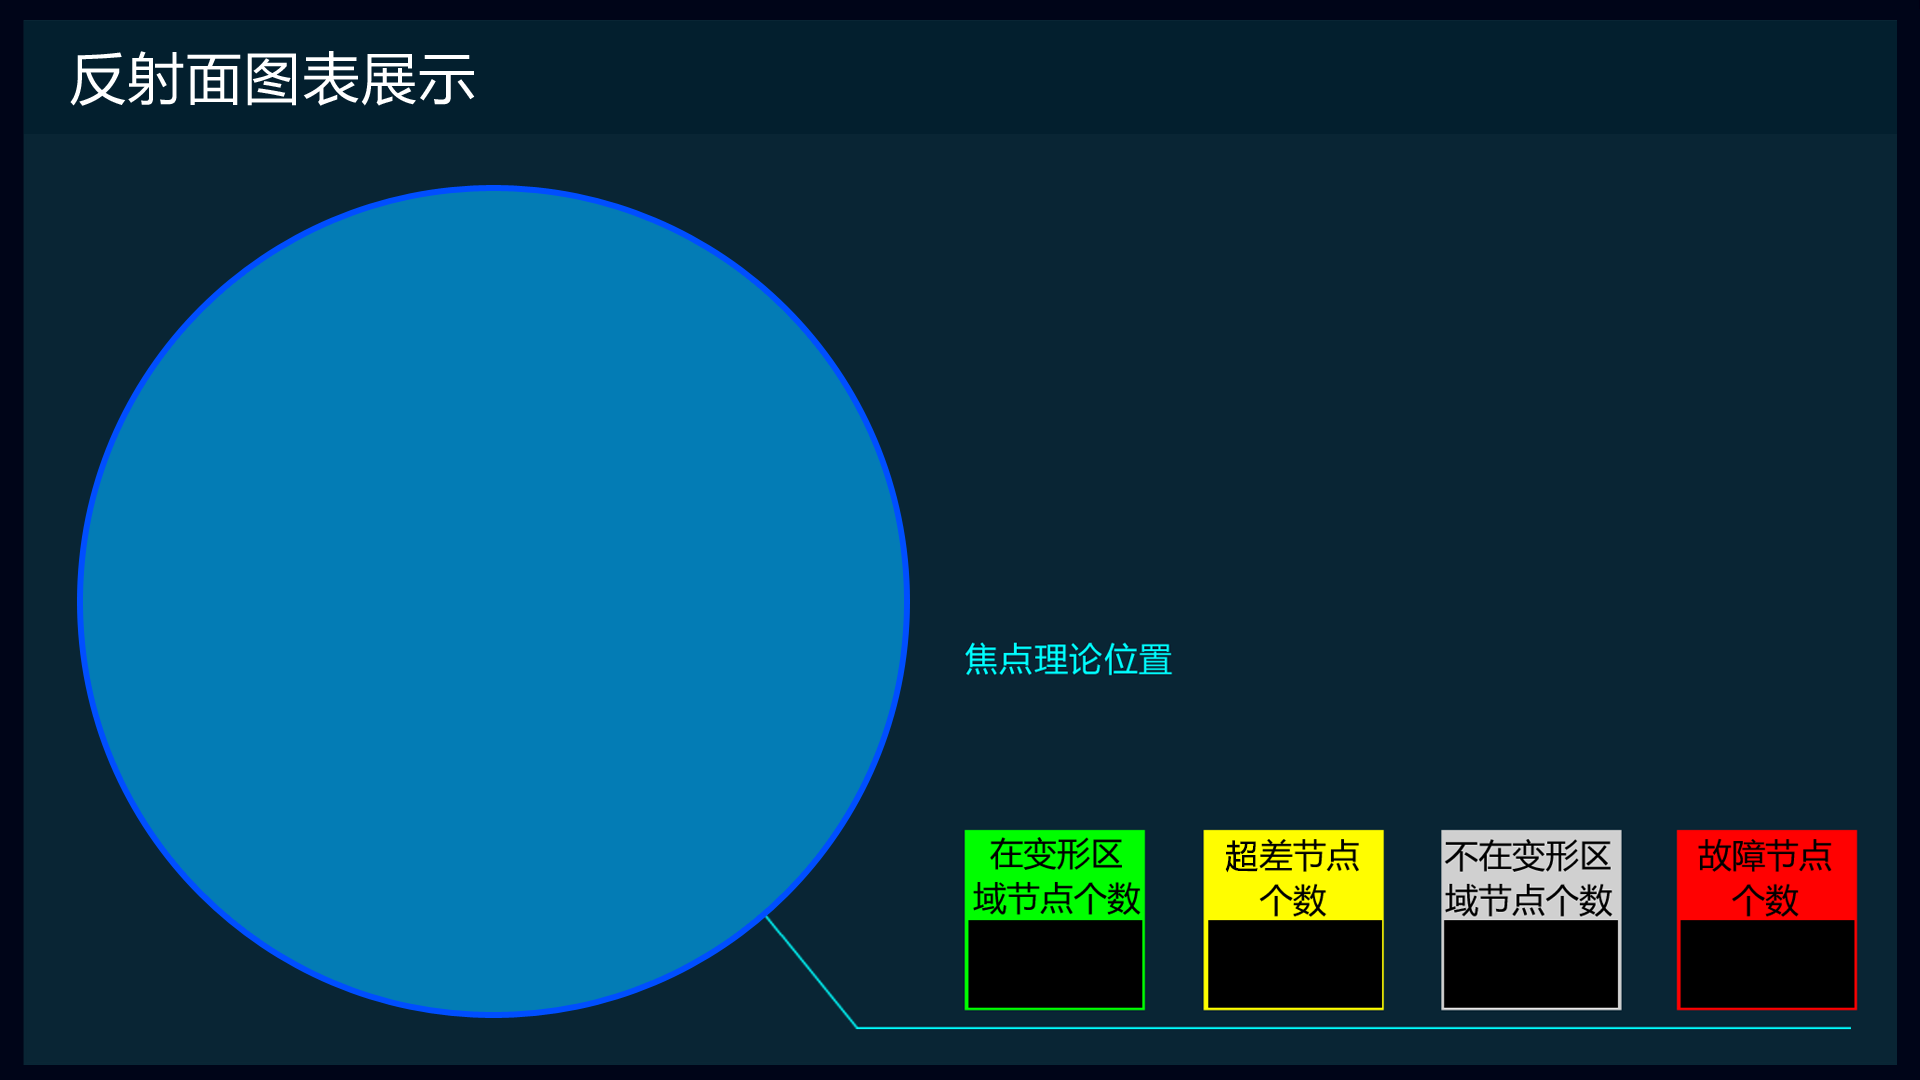 反射面图表展示
焦点理论位置
在变形区
域节点个数
超差节点
个数
不在变形区
域节点个数
故障节点
个数